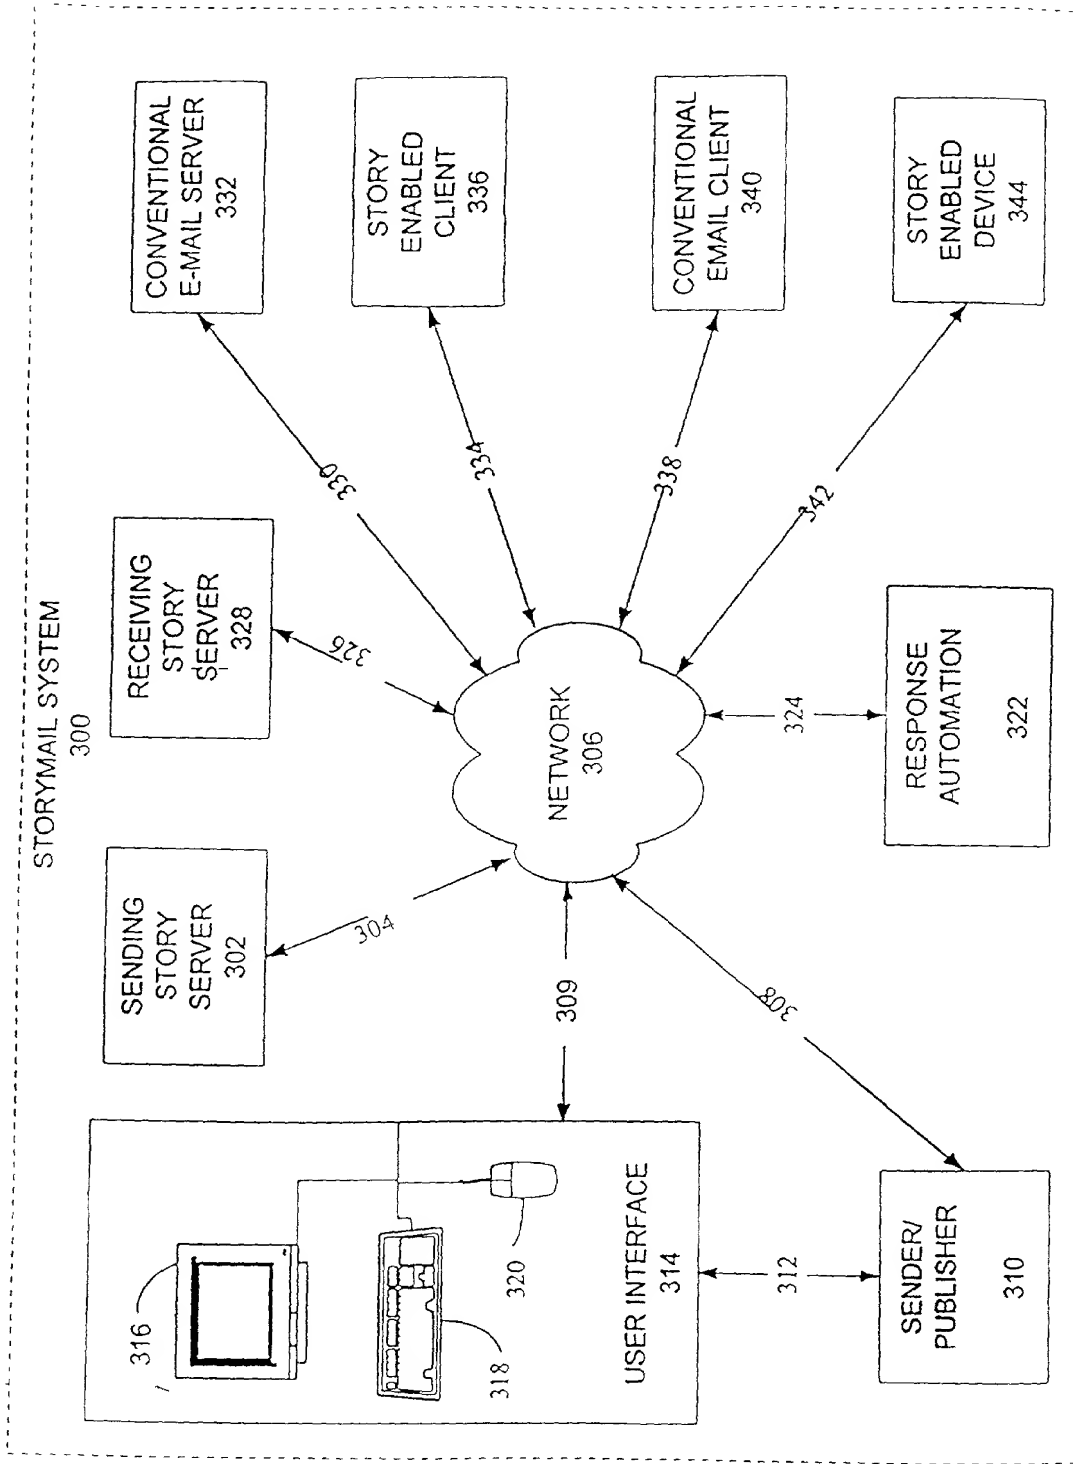 STORYMAIL SYSTEM
300
SENDING
STORY
SERVER
302
RECEIVING
STORY
SERVER
328
CONVENTIONAL
E-MAIL SERVER
332
STORY
ENABLED
CLIENT
336
CONVENTIONAL
EMAIL CLIENT
340
STORY
ENABLED
DEVICE
344
304
326
330
334
338
342
NETWORK
306
309
308
324
316
318
320
USER INTERFACE
314
312
SENDER/
PUBLISHER
310
RESPONSE
AUTOMATION
322